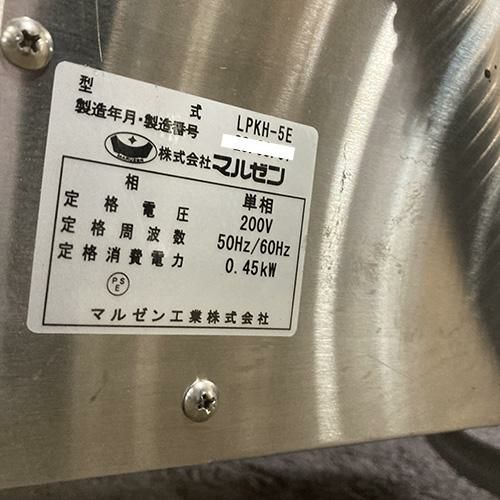 型式 LPKH-5E
製造年月・製造番号
MARUZEN 株式会社マルゼン
相 単相
定格電圧 200V
定格周波数 50Hz/60Hz
定格消費電力 0.45kW
PS
E
マルゼン工業株式会社